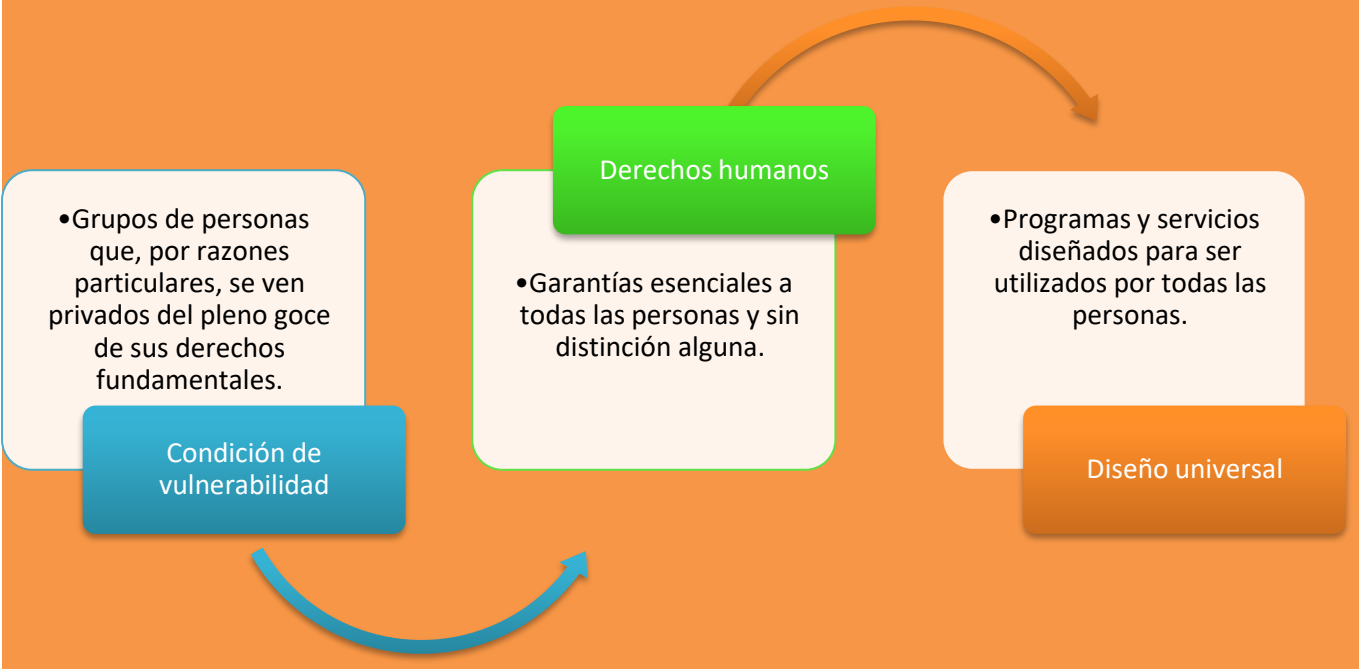 •Grupos de personas
que, por razones
particulares, se ven
privados del pleno goce
de sus derechos
fundamentales.
Condición de
vulnerabilidad
Derechos humanos
•Garantías esenciales a
todas las personas y sin
distinción alguna.
•Programas y servicios
diseñados para ser
utilizados por todas las
personas.
Diseño universal